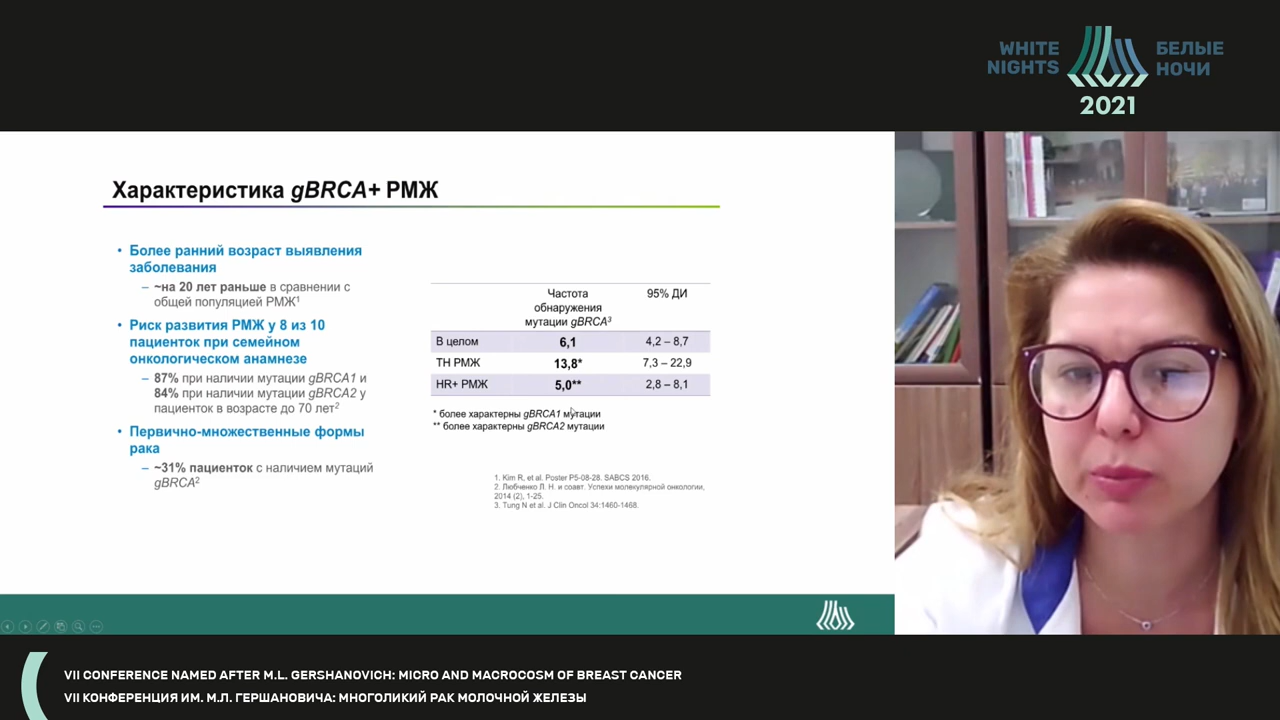 WHITE
NIGHTS
БЕЛЫЕ
НОЧИ
2021
Характеристика gBRCA+ РМЖ
• Более ранний возраст выявления
заболевания
– ~на 20 лет раньше в сравнении с
общей популяцией РМЖ1
• Риск развития РМЖ у 8 из 10
пациенток при семейном
онкологическом анамнезе
– 87% при наличии мутации gBRCA1 и
84% при наличии мутации gBRCA2 у
пациенток в возрасте до 70 лет2
• Первично-множественные формы
рака
– ~31% пациенток с наличием мутаций
gBRCA2
Частота
обнаружения
мутации gBRCA3
95% ДИ
В целом 6,1 4,2 – 8,7
ТН РМЖ 13,8* 7,3 – 22,9
HR+ РМЖ 5,0** 2,8 – 8,1
* более характерны gBRCA1 мутации
** более характерны gBRCA2 мутации
1. Kim R, et al. Poster P5-08-28. SABCS 2016.
2. Любченко Л. Н. и соавт. Успехи молекулярной онкологии,
2014 (2), 1-25.
3. Tung N et al. J Clin Oncol 34:1460-1468.
VII CONFERENCE NAMED AFTER M.L. GERSHANOVICH: MICRO AND MACROCOSM OF BREAST CANCER
VII КОНФЕРЕНЦИЯ ИМ. М.Л. ГЕРШАНОВИЧА: МНОГОЛИКИЙ РАК МОЛОЧНОЙ ЖЕЛЕЗЫ